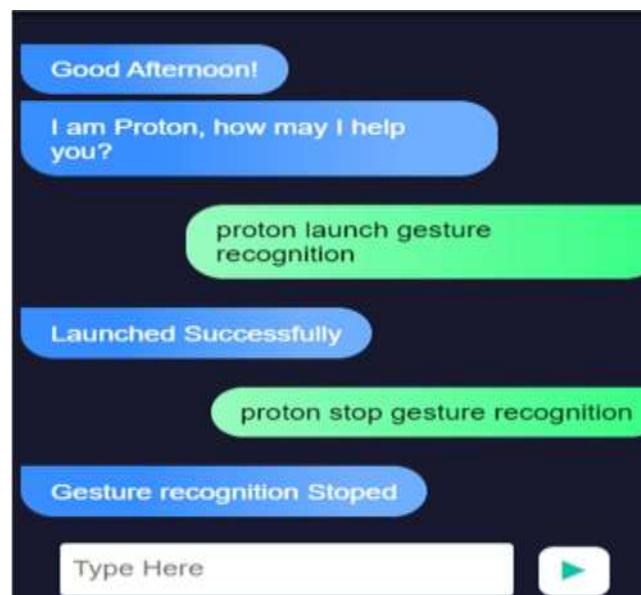 Good Afternoon!
I am Proton, how may I help
you?
proton launch gesture
recognition
Launched Successfully
proton stop gesture recognition
Gesture recognition Stoped
Type Here